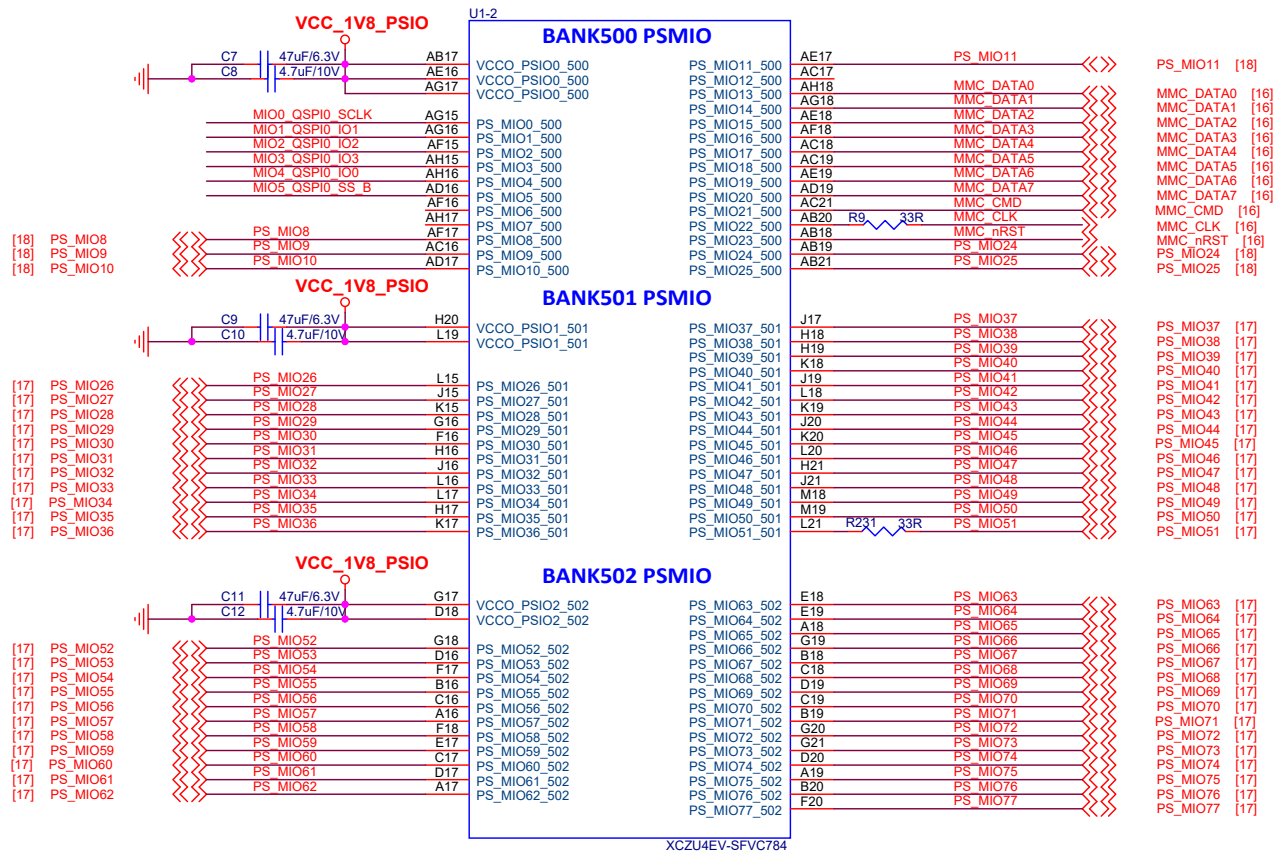 U1-2
VCC_1V8_PSIO
BANK500 PSMIO
C7 47uF/6.3V AB17 VCCO_PSIO0_500
C8 4.7uF/10V AE16 VCCO_PSIO0_500
AG17 VCCO_PSIO0_500
MIO0_QSPI0_SCLK AG15 PS_MIO0_500
MIO1_QSPI0_IO1 AG16 PS_MIO1_500
MIO2_QSPI0_IO2 AF15 PS_MIO2_500
MIO3_QSPI0_IO3 AH15 PS_MIO3_500
MIO4_QSPI0_IO0 AH16 PS_MIO4_500
MIO5_QSPI0_SS_B AD16 PS_MIO5_500
AF16 PS_MIO6_500
AH17 PS_MIO7_500
[18] PS_MIO8 PS_MIO8 AF17 PS_MIO8_500
[18] PS_MIO9 PS_MIO9 AC16 PS_MIO9_500
[18] PS_MIO10 PS_MIO10 AD17 PS_MIO10_500
PS_MIO11_500 AE17 PS_MIO11 PS_MIO11 [18]
PS_MIO12_500 AC17
PS_MIO13_500 AH18 MMC_DATA0 MMC_DATA0 [16]
PS_MIO14_500 AG18 MMC_DATA1 MMC_DATA1 [16]
PS_MIO15_500 AE18 MMC_DATA2 MMC_DATA2 [16]
PS_MIO16_500 AF18 MMC_DATA3 MMC_DATA3 [16]
PS_MIO17_500 AC18 MMC_DATA4 MMC_DATA4 [16]
PS_MIO18_500 AC19 MMC_DATA5 MMC_DATA5 [16]
PS_MIO19_500 AE19 MMC_DATA6 MMC_DATA6 [16]
PS_MIO20_500 AD19 MMC_DATA7 MMC_DATA7 [16]
PS_MIO21_500 AC21 MMC_CMD MMC_CMD [16]
PS_MIO22_500 AB20 R9 33R MMC_CLK MMC_CLK [16]
PS_MIO23_500 AB18 MMC_nRST MMC_nRST [16]
PS_MIO24_500 AB19 PS_MIO24 PS_MIO24 [18]
PS_MIO25_500 AB21 PS_MIO25 PS_MIO25 [18]
VCC_1V8_PSIO
BANK501 PSMIO
C9 47uF/6.3V H20 VCCO_PSIO1_501
C10 4.7uF/10V L19 VCCO_PSIO1_501
[17] PS_MIO26 PS_MIO26 L15 PS_MIO26_501
[17] PS_MIO27 PS_MIO27 J15 PS_MIO27_501
[17] PS_MIO28 PS_MIO28 K15 PS_MIO28_501
[17] PS_MIO29 PS_MIO29 G16 PS_MIO29_501
[17] PS_MIO30 PS_MIO30 F16 PS_MIO30_501
[17] PS_MIO31 PS_MIO31 H16 PS_MIO31_501
[17] PS_MIO32 PS_MIO32 J16 PS_MIO32_501
[17] PS_MIO33 PS_MIO33 L16 PS_MIO33_501
[17] PS_MIO34 PS_MIO34 L17 PS_MIO34_501
[17] PS_MIO35 PS_MIO35 H17 PS_MIO35_501
[17] PS_MIO36 PS_MIO36 K17 PS_MIO36_501
PS_MIO37_501 J17 PS_MIO37 PS_MIO37 [17]
PS_MIO38_501 H18 PS_MIO38 PS_MIO38 [17]
PS_MIO39_501 H19 PS_MIO39 PS_MIO39 [17]
PS_MIO40_501 K18 PS_MIO40 PS_MIO40 [17]
PS_MIO41_501 J19 PS_MIO41 PS_MIO41 [17]
PS_MIO42_501 L18 PS_MIO42 PS_MIO42 [17]
PS_MIO43_501 K19 PS_MIO43 PS_MIO43 [17]
PS_MIO44_501 J20 PS_MIO44 PS_MIO44 [17]
PS_MIO45_501 K20 PS_MIO45 PS_MIO45 [17]
PS_MIO46_501 L20 PS_MIO46 PS_MIO46 [17]
PS_MIO47_501 H21 PS_MIO47 PS_MIO47 [17]
PS_MIO48_501 J21 PS_MIO48 PS_MIO48 [17]
PS_MIO49_501 M18 PS_MIO49 PS_MIO49 [17]
PS_MIO50_501 M19 PS_MIO50 PS_MIO50 [17]
PS_MIO51_501 L21 R231 33R PS_MIO51 PS_MIO51 [17]
VCC_1V8_PSIO
BANK502 PSMIO
C11 47uF/6.3V G17 VCCO_PSIO2_502
C12 4.7uF/10V D18 VCCO_PSIO2_502
[17] PS_MIO52 PS_MIO52 G18 PS_MIO52_502
[17] PS_MIO53 PS_MIO53 D16 PS_MIO53_502
[17] PS_MIO54 PS_MIO54 F17 PS_MIO54_502
[17] PS_MIO55 PS_MIO55 B16 PS_MIO55_502
[17] PS_MIO56 PS_MIO56 C16 PS_MIO56_502
[17] PS_MIO57 PS_MIO57 A16 PS_MIO57_502
[17] PS_MIO58 PS_MIO58 F18 PS_MIO58_502
[17] PS_MIO59 PS_MIO59 E17 PS_MIO59_502
[17] PS_MIO60 PS_MIO60 C17 PS_MIO60_502
[17] PS_MIO61 PS_MIO61 D17 PS_MIO61_502
[17] PS_MIO62 PS_MIO62 A17 PS_MIO62_502
PS_MIO63_502 E18 PS_MIO63 PS_MIO63 [17]
PS_MIO64_502 E19 PS_MIO64 PS_MIO64 [17]
PS_MIO65_502 A18 PS_MIO65 PS_MIO65 [17]
PS_MIO66_502 G19 PS_MIO66 PS_MIO66 [17]
PS_MIO67_502 B18 PS_MIO67 PS_MIO67 [17]
PS_MIO68_502 C18 PS_MIO68 PS_MIO68 [17]
PS_MIO69_502 D19 PS_MIO69 PS_MIO69 [17]
PS_MIO70_502 C19 PS_MIO70 PS_MIO70 [17]
PS_MIO71_502 B19 PS_MIO71 PS_MIO71 [17]
PS_MIO72_502 G20 PS_MIO72 PS_MIO72 [17]
PS_MIO73_502 G21 PS_MIO73 PS_MIO73 [17]
PS_MIO74_502 D20 PS_MIO74 PS_MIO74 [17]
PS_MIO75_502 A19 PS_MIO75 PS_MIO75 [17]
PS_MIO76_502 B20 PS_MIO76 PS_MIO76 [17]
PS_MIO77_502 F20 PS_MIO77 PS_MIO77 [17]
XCZU4EV-SFVC784